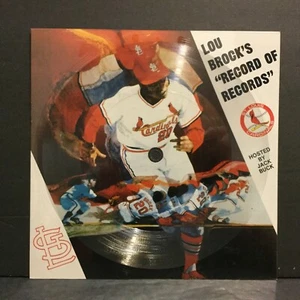 LOU
BROCK'S
"RECORD OF
RECORDS"
HOSTED
BY
JACK
BUCK
Cardinals